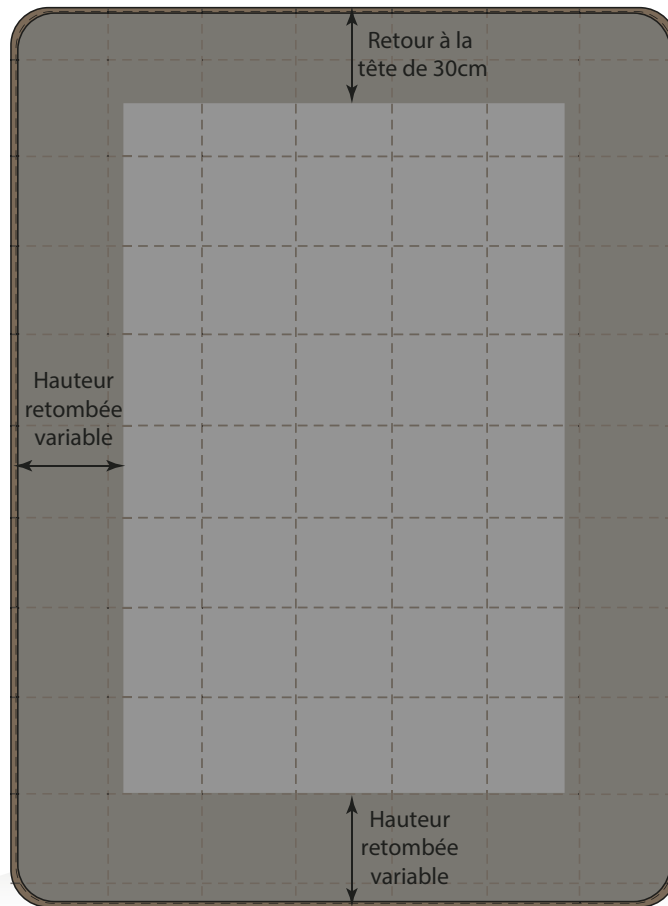 Retour à la
tête de 30cm
Hauteur
retombée
variable
Hauteur
retombée
variable